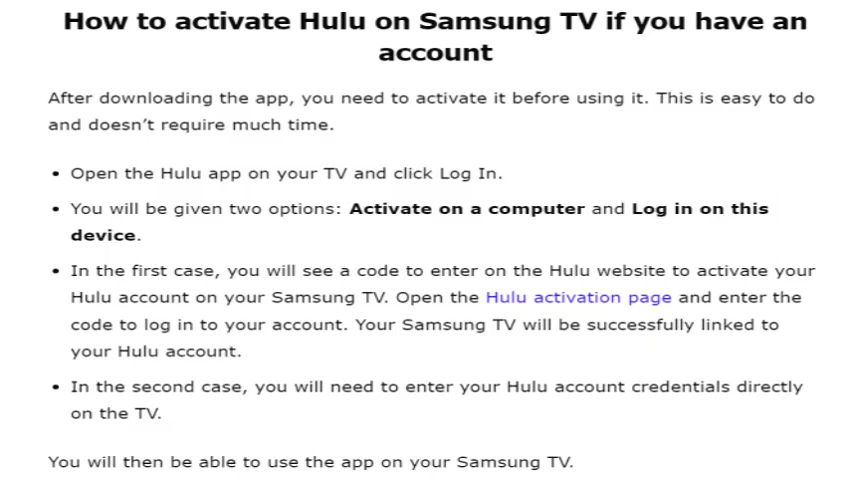 How to activate Hulu on Samsung TV if you have an
account
After downloading the app, you need to activate it before using it. This is easy to do
and doesn’t require much time.
• Open the Hulu app on your TV and click Log In.
• You will be given two options: Activate on a computer and Log in on this
device.
• In the first case, you will see a code to enter on the Hulu website to activate your
Hulu account on your Samsung TV. Open the Hulu activation page and enter the
code to log in to your account. Your Samsung TV will be successfully linked to
your Hulu account.
• In the second case, you will need to enter your Hulu account credentials directly
on the TV.
You will then be able to use the app on your Samsung TV.